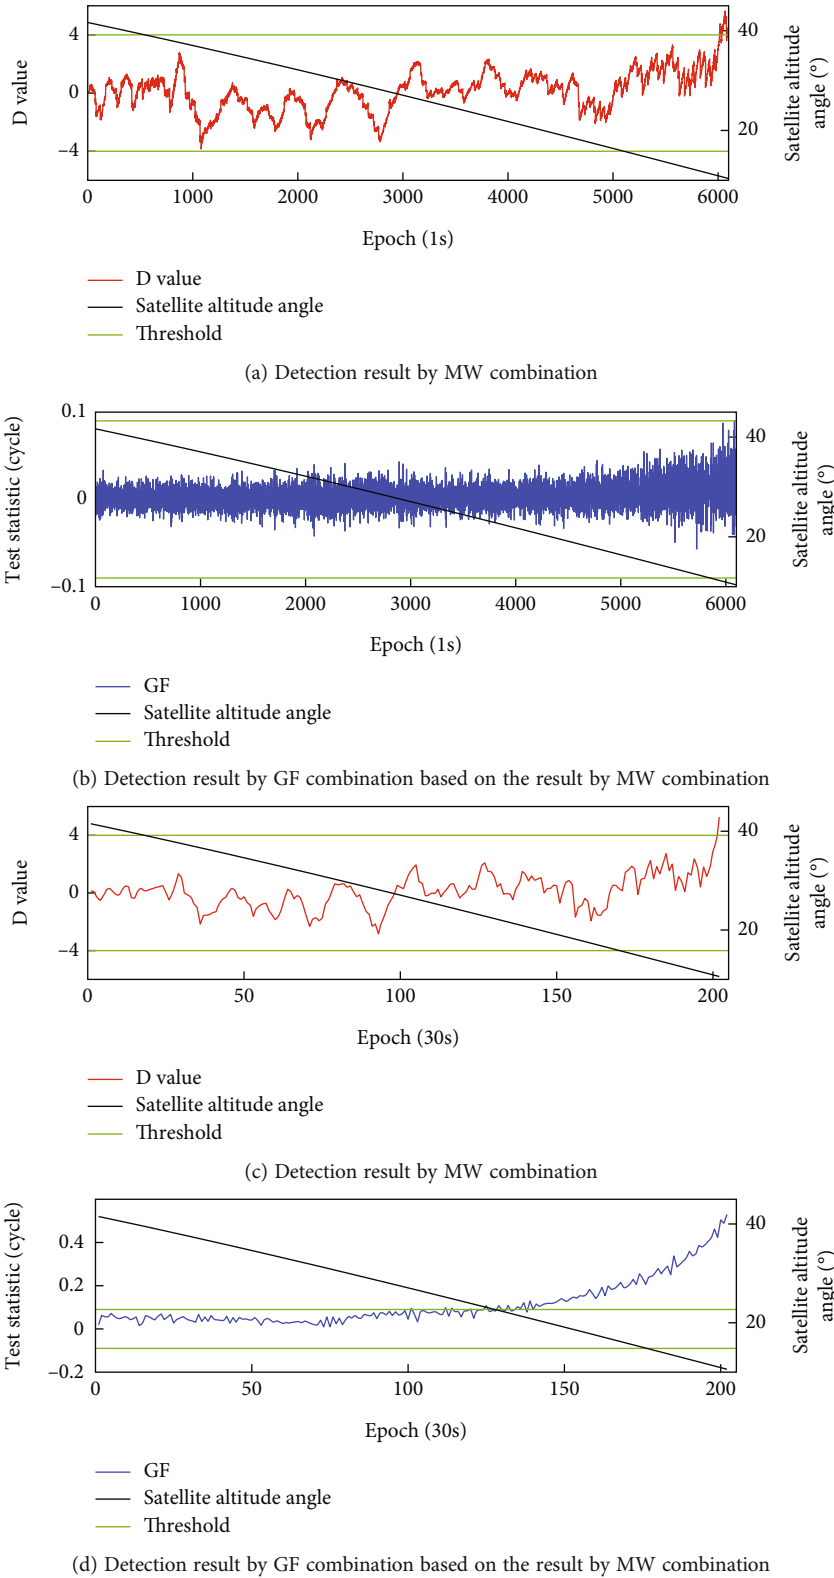 4
0
−4
D value
40
20
Satellite altitude
angle (°)
0 1000 2000 3000 4000 5000 6000
Epoch (1s)
D value
Satellite altitude angle
Threshold
(a) Detection result by MW combination
0.1
0
−0.1
Test statistic (cycle)
40
20
Satellite altitude
angle (°)
0 1000 2000 3000 4000 5000 6000
Epoch (1s)
GF
Satellite altitude angle
Threshold
(b) Detection result by GF combination based on the result by MW combination
4
0
−4
D value
40
20
Satellite altitude
angle (°)
0 50 100 150 200
Epoch (30s)
D value
Satellite altitude angle
Threshold
(c) Detection result by MW combination
0.4
0.2
0
−0.2
Test statistic (cycle)
40
20
Satellite altitude
angle (°)
0 50 100 150 200
Epoch (30s)
GF
Satellite altitude angle
Threshold
(d) Detection result by GF combination based on the result by MW combination